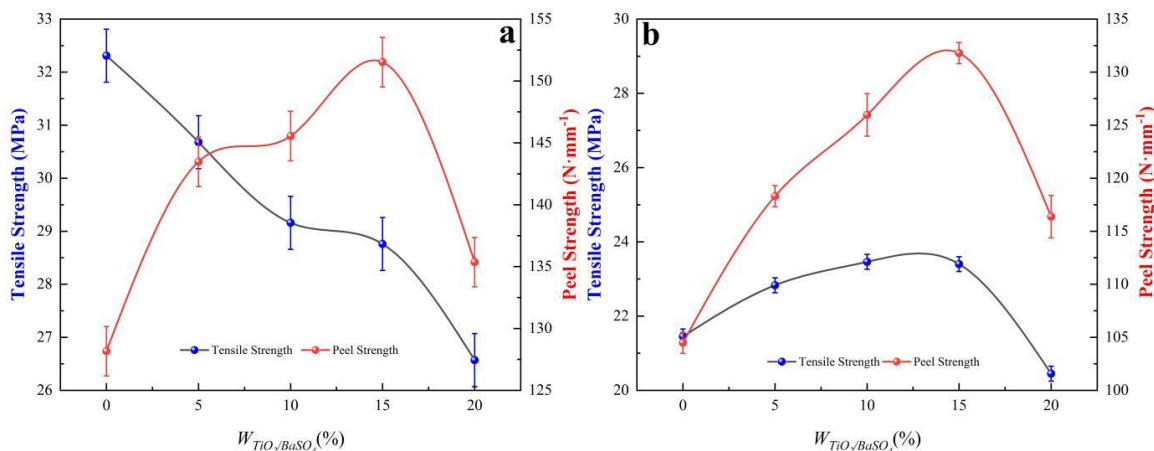 a
33
32
31
30
29
28
27
26
Tensile Strength (MPa)
155
150
145
140
135
130
125
Peel Strength (N·mm⁻¹)
Tensile Strength
Peel Strength
0 5 10 15 20
W TiO₂/BaSO₄(%)
b
30
28
26
24
22
20
Tensile Strength (MPa)
135
130
125
120
115
110
105
100
Peel Strength (N·mm⁻¹)
Tensile Strength
Peel Strength
0 5 10 15 20
W TiO₂/BaSO₄(%)